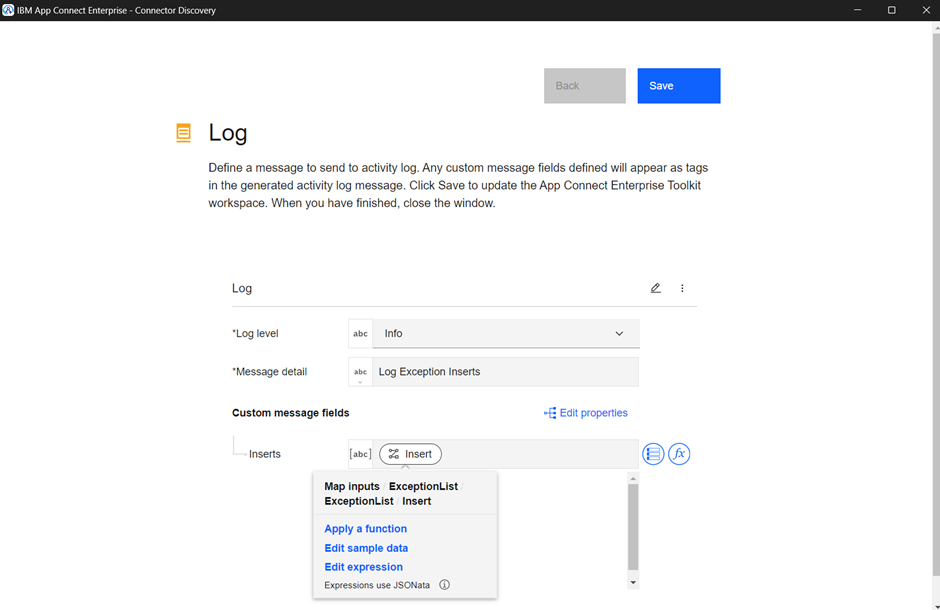 IBM App Connect Enterprise - Connector Discovery
Back
Save
Log
Define a message to send to activity log. Any custom message fields defined will appear as tags
in the generated activity log message. Click Save to update the App Connect Enterprise Toolkit
workspace. When you have finished, close the window.
Log
*Log level
abc
Info
*Message detail
abc
Log Exception Inserts
Custom message fields
Edit properties
Inserts
[abc]
Insert
fx
Map inputs / ExceptionList /
ExceptionList / Insert
Apply a function
Edit sample data
Edit expression
Expressions use JSONata